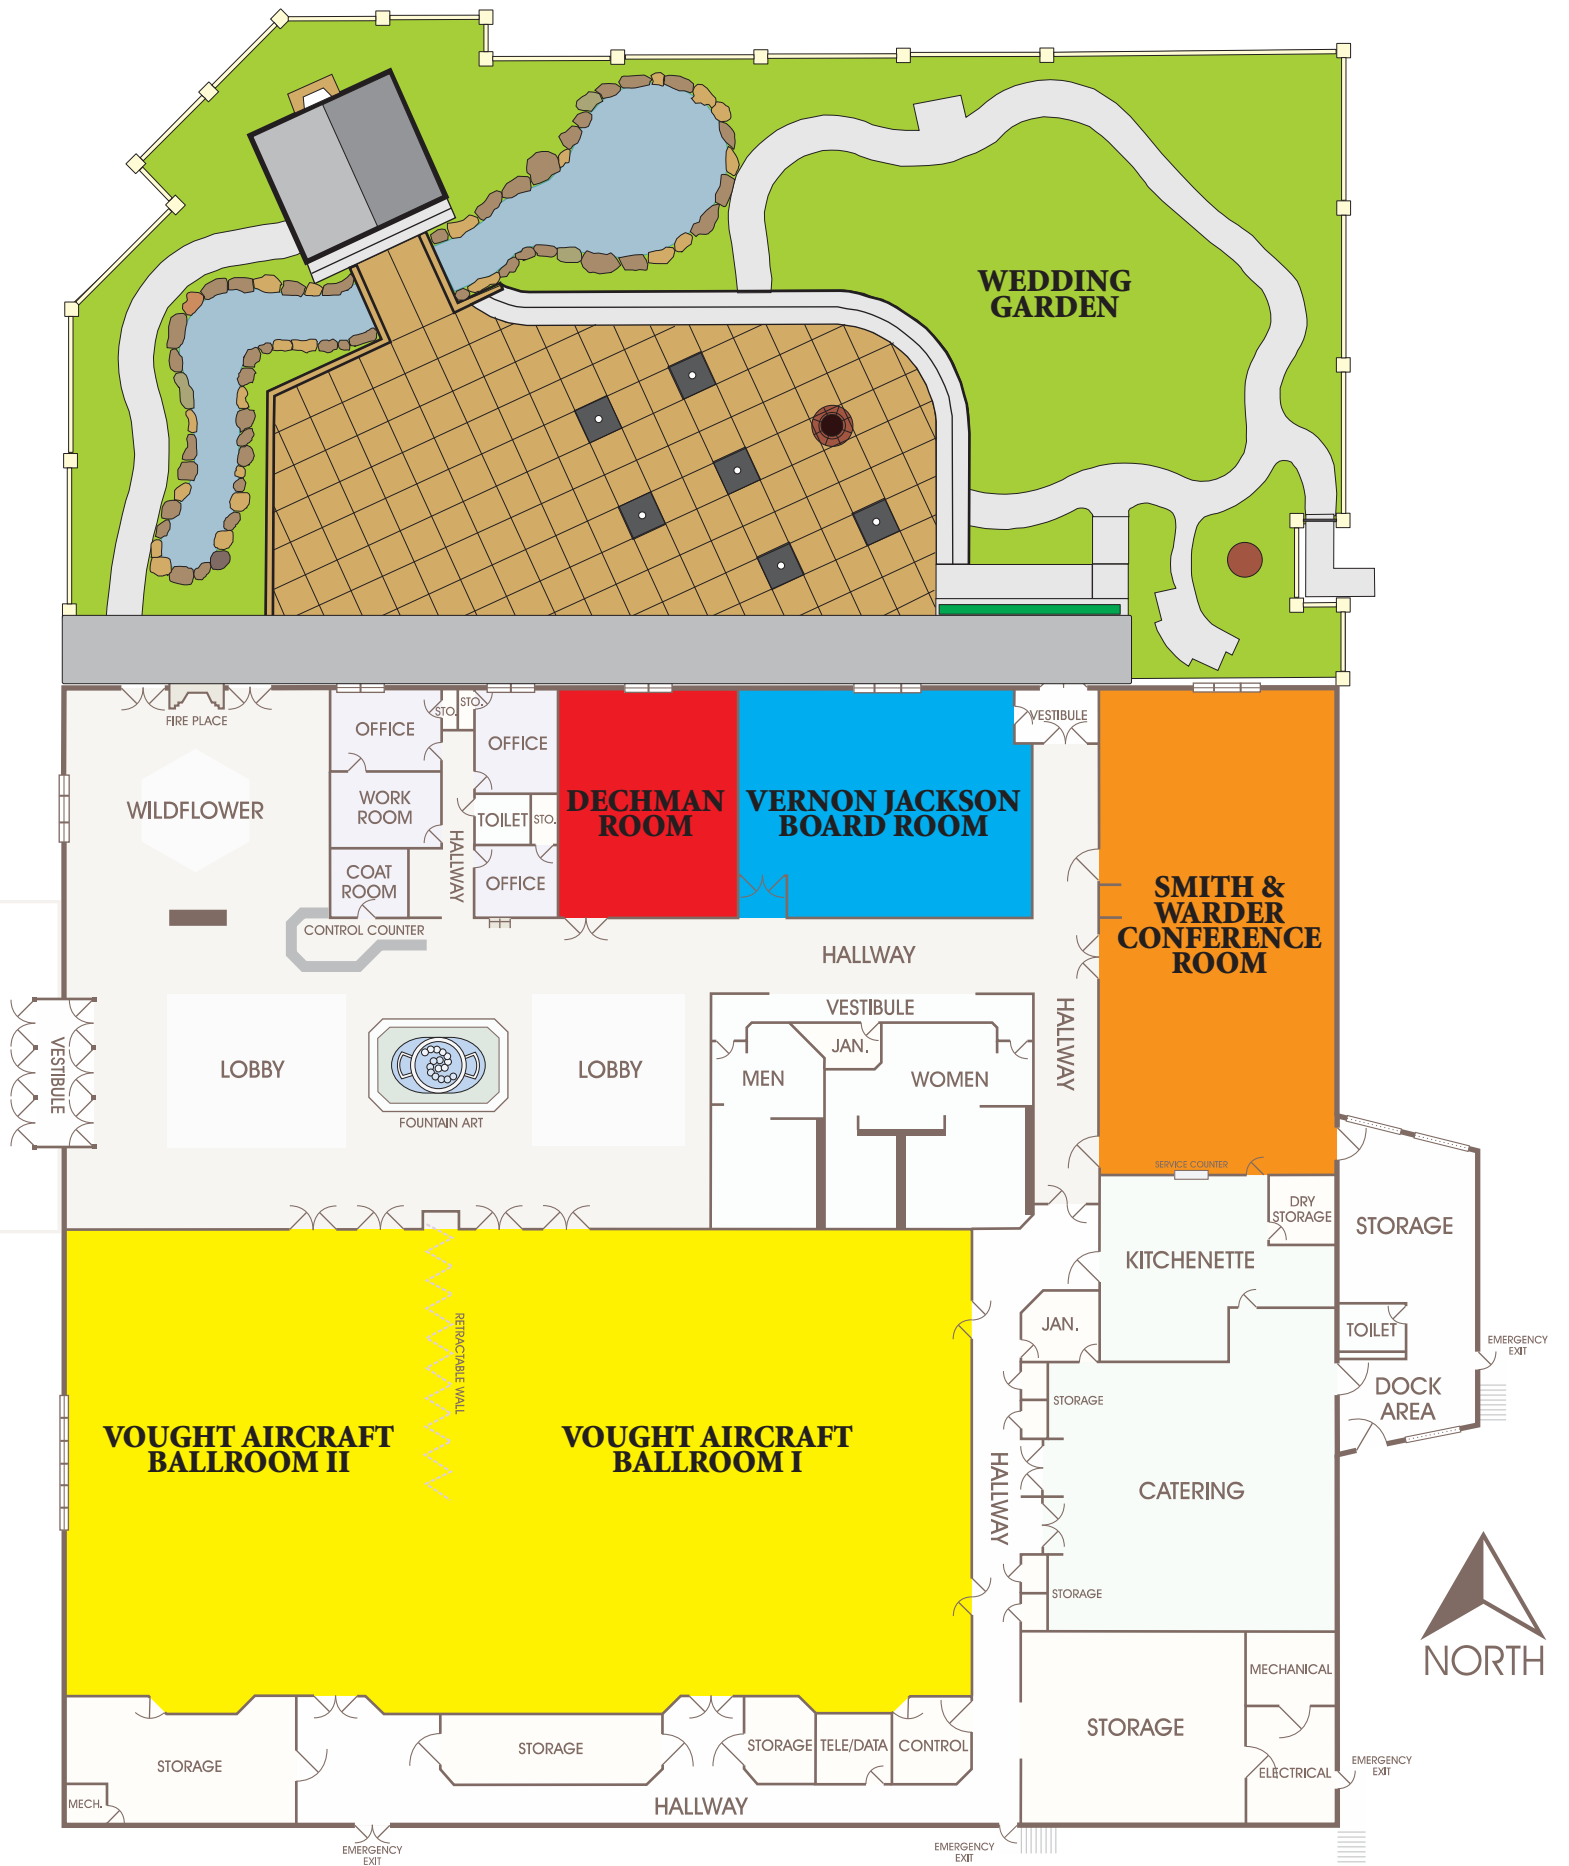 WEDDING
GARDEN
FIRE PLACE
OFFICE
STO.
STO.
OFFICE
VESTIBULE
WILDFLOWER
WORK
ROOM
TOILET
STO.
HALLWAY
DECHMAN
ROOM
VERNON JACKSON
BOARD ROOM
COAT
ROOM
OFFICE
SMITH &
WARDER
CONFERENCE
ROOM
CONTROL COUNTER
HALLWAY
VESTIBULE
HALLWAY
VESTIBULE
LOBBY
LOBBY
JAN.
MEN
WOMEN
FOUNTAIN ART
SERVICE COUNTER
DRY
STORAGE
STORAGE
KITCHENETTE
JAN.
TOILET
EMERGENCY
EXIT
RETRACTABLE WALL
DOCK
AREA
STORAGE
VOUGHT AIRCRAFT
BALLROOM II
VOUGHT AIRCRAFT
BALLROOM I
HALLWAY
CATERING
STORAGE
NORTH
MECHANICAL
STORAGE
STORAGE
STORAGE
STORAGE
TELE/DATA
CONTROL
ELECTRICAL
EMERGENCY
EXIT
MECH.
HALLWAY
EMERGENCY
EXIT
EMERGENCY
EXIT